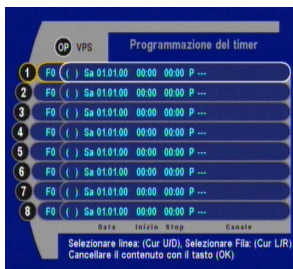 OP VPS Programmazione del timer
1 F0 ( ) Sa 01.01.00 00:00 00:00 P ---
2 F0 ( ) Sa 01.01.00 00:00 00:00 P ---
3 F0 ( ) Sa 01.01.00 00:00 00:00 P ---
4 F0 ( ) Sa 01.01.00 00:00 00:00 P ---
5 F0 ( ) Sa 01.01.00 00:00 00:00 P ---
6 F0 ( ) Sa 01.01.00 00:00 00:00 P ---
7 F0 ( ) Sa 01.01.00 00:00 00:00 P ---
8 F0 ( ) Sa 01.01.00 00:00 00:00 P ---
Data Inizio Stop Canale
Selezionare linea: (Cur U/D), Selezionare Fila: (Cur L/R)
Cancellare il contenuto con il tasto (OK)